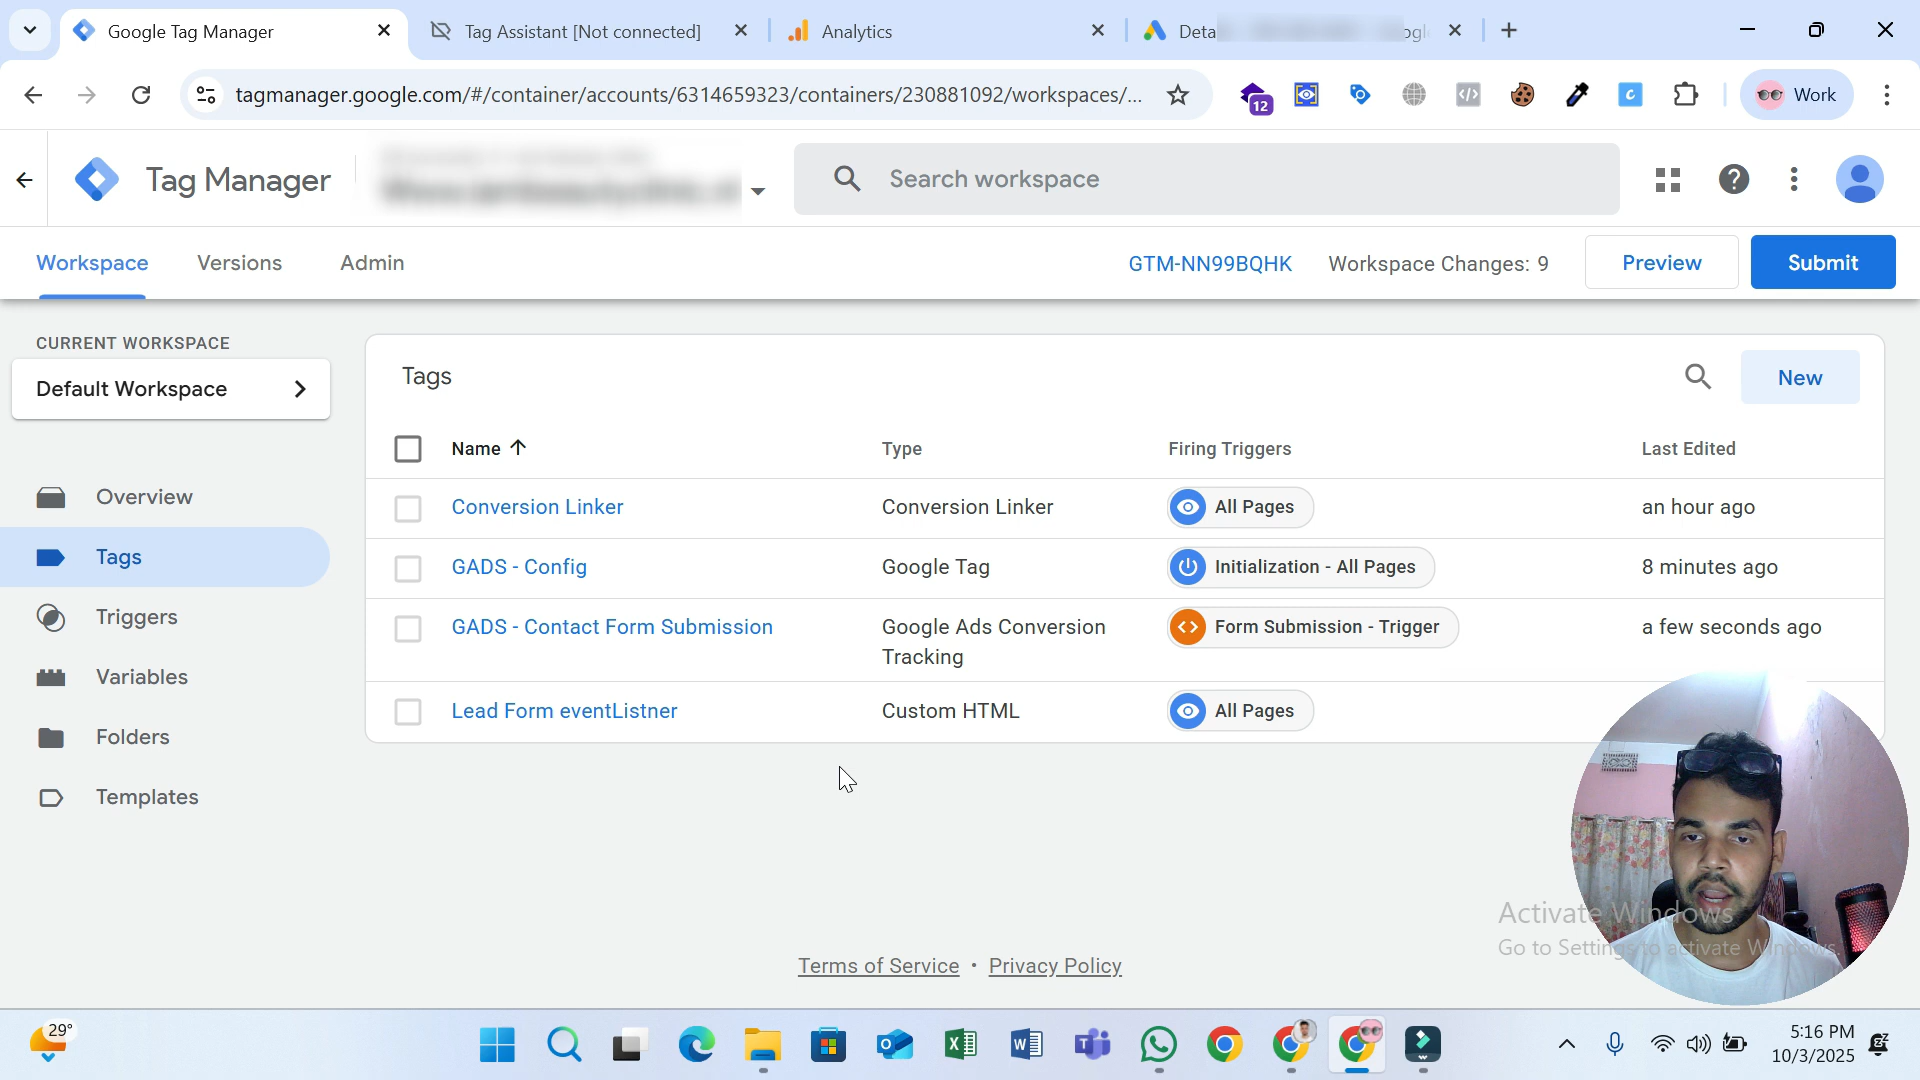 Google Tag Manager
Tag Assistant [Not connected]
Analytics
Deta
tagmanager.google.com/#/container/accounts/6314659323/containers/230881092/workspaces/...
12
Work
Tag Manager
Search workspace
Workspace
Versions
Admin
GTM-NN99BQHK
Workspace Changes: 9
Preview
Submit
CURRENT WORKSPACE
Default Workspace
Overview
Tags
Triggers
Variables
Folders
Templates
Tags
New
Name
Type
Firing Triggers
Last Edited
Conversion Linker
Conversion Linker
All Pages
an hour ago
GADS - Config
Google Tag
Initialization - All Pages
8 minutes ago
GADS - Contact Form Submission
Google Ads Conversion
Tracking
Form Submission - Trigger
a few seconds ago
Lead Form eventListner
Custom HTML
All Pages
Activate Windows
Go to Settings to activate Windows.
Terms of Service • Privacy Policy
29°
5:16 PM
10/3/2025